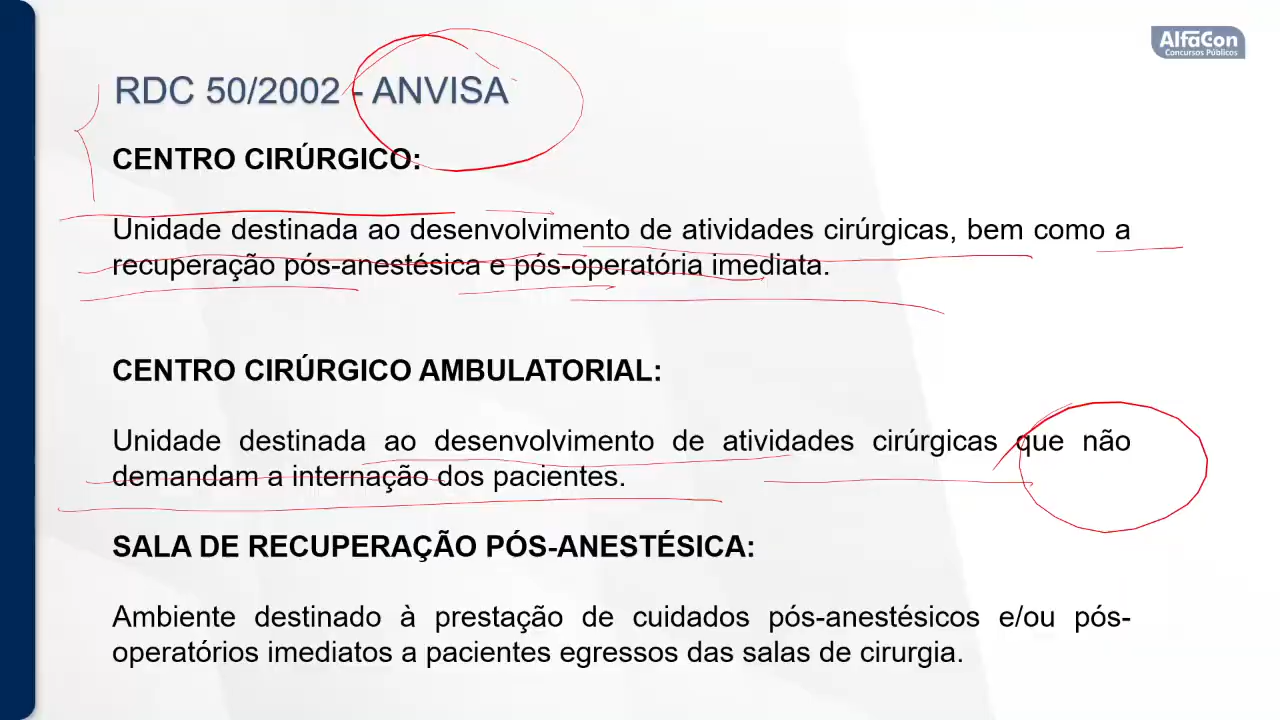 AlfaCon
Concursos Públicos
RDC 50/2002 - ANVISA
CENTRO CIRÚRGICO:
Unidade destinada ao desenvolvimento de atividades cirúrgicas, bem como a
recuperação pós-anestésica e pós-operatória imediata.
CENTRO CIRÚRGICO AMBULATORIAL:
Unidade destinada ao desenvolvimento de atividades cirúrgicas que não
demandam a internação dos pacientes.
SALA DE RECUPERAÇÃO PÓS-ANESTÉSICA:
Ambiente destinado à prestação de cuidados pós-anestésicos e/ou pós-
operatórios imediatos a pacientes egressos das salas de cirurgia.